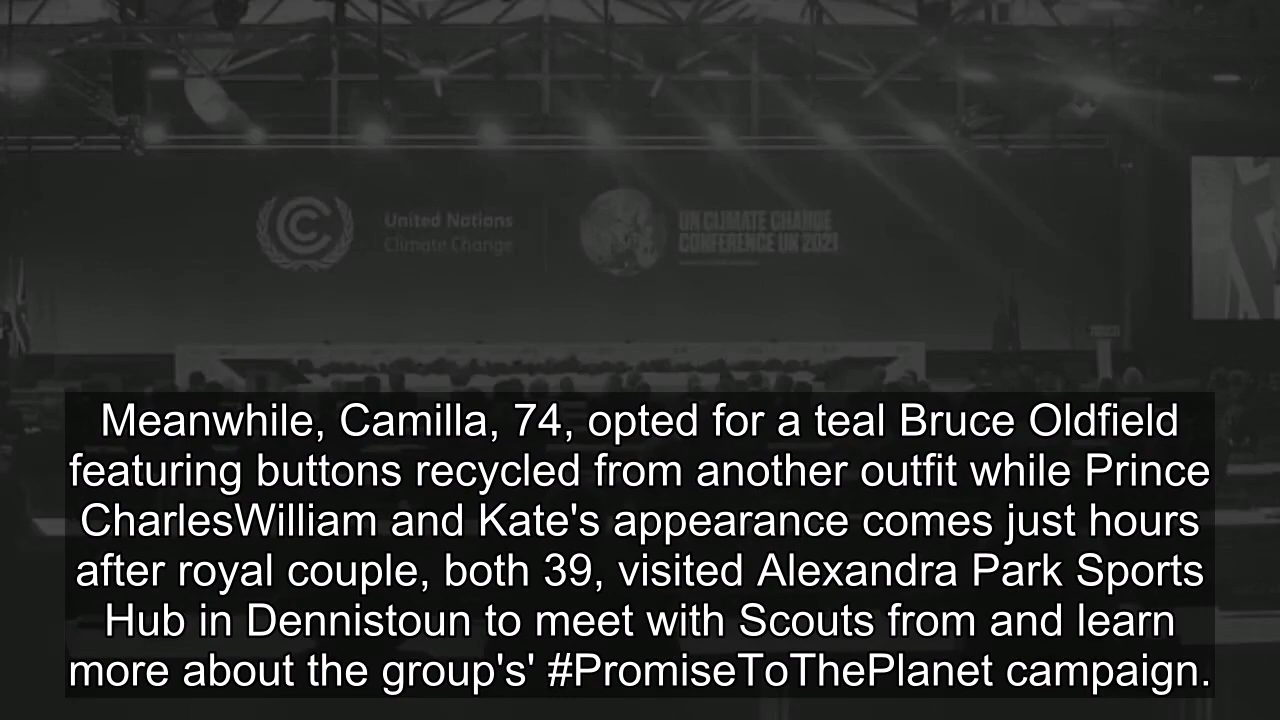 United Nations
Climate Change
UN CLIMATE CHANGE
CONFERENCE UK 2021
Meanwhile, Camilla, 74, opted for a teal Bruce Oldfield
featuring buttons recycled from another outfit while Prince
CharlesWilliam and Kate's appearance comes just hours
after royal couple, both 39, visited Alexandra Park Sports
Hub in Dennistoun to meet with Scouts from and learn
more about the group's' #PromiseToThePlanet campaign.